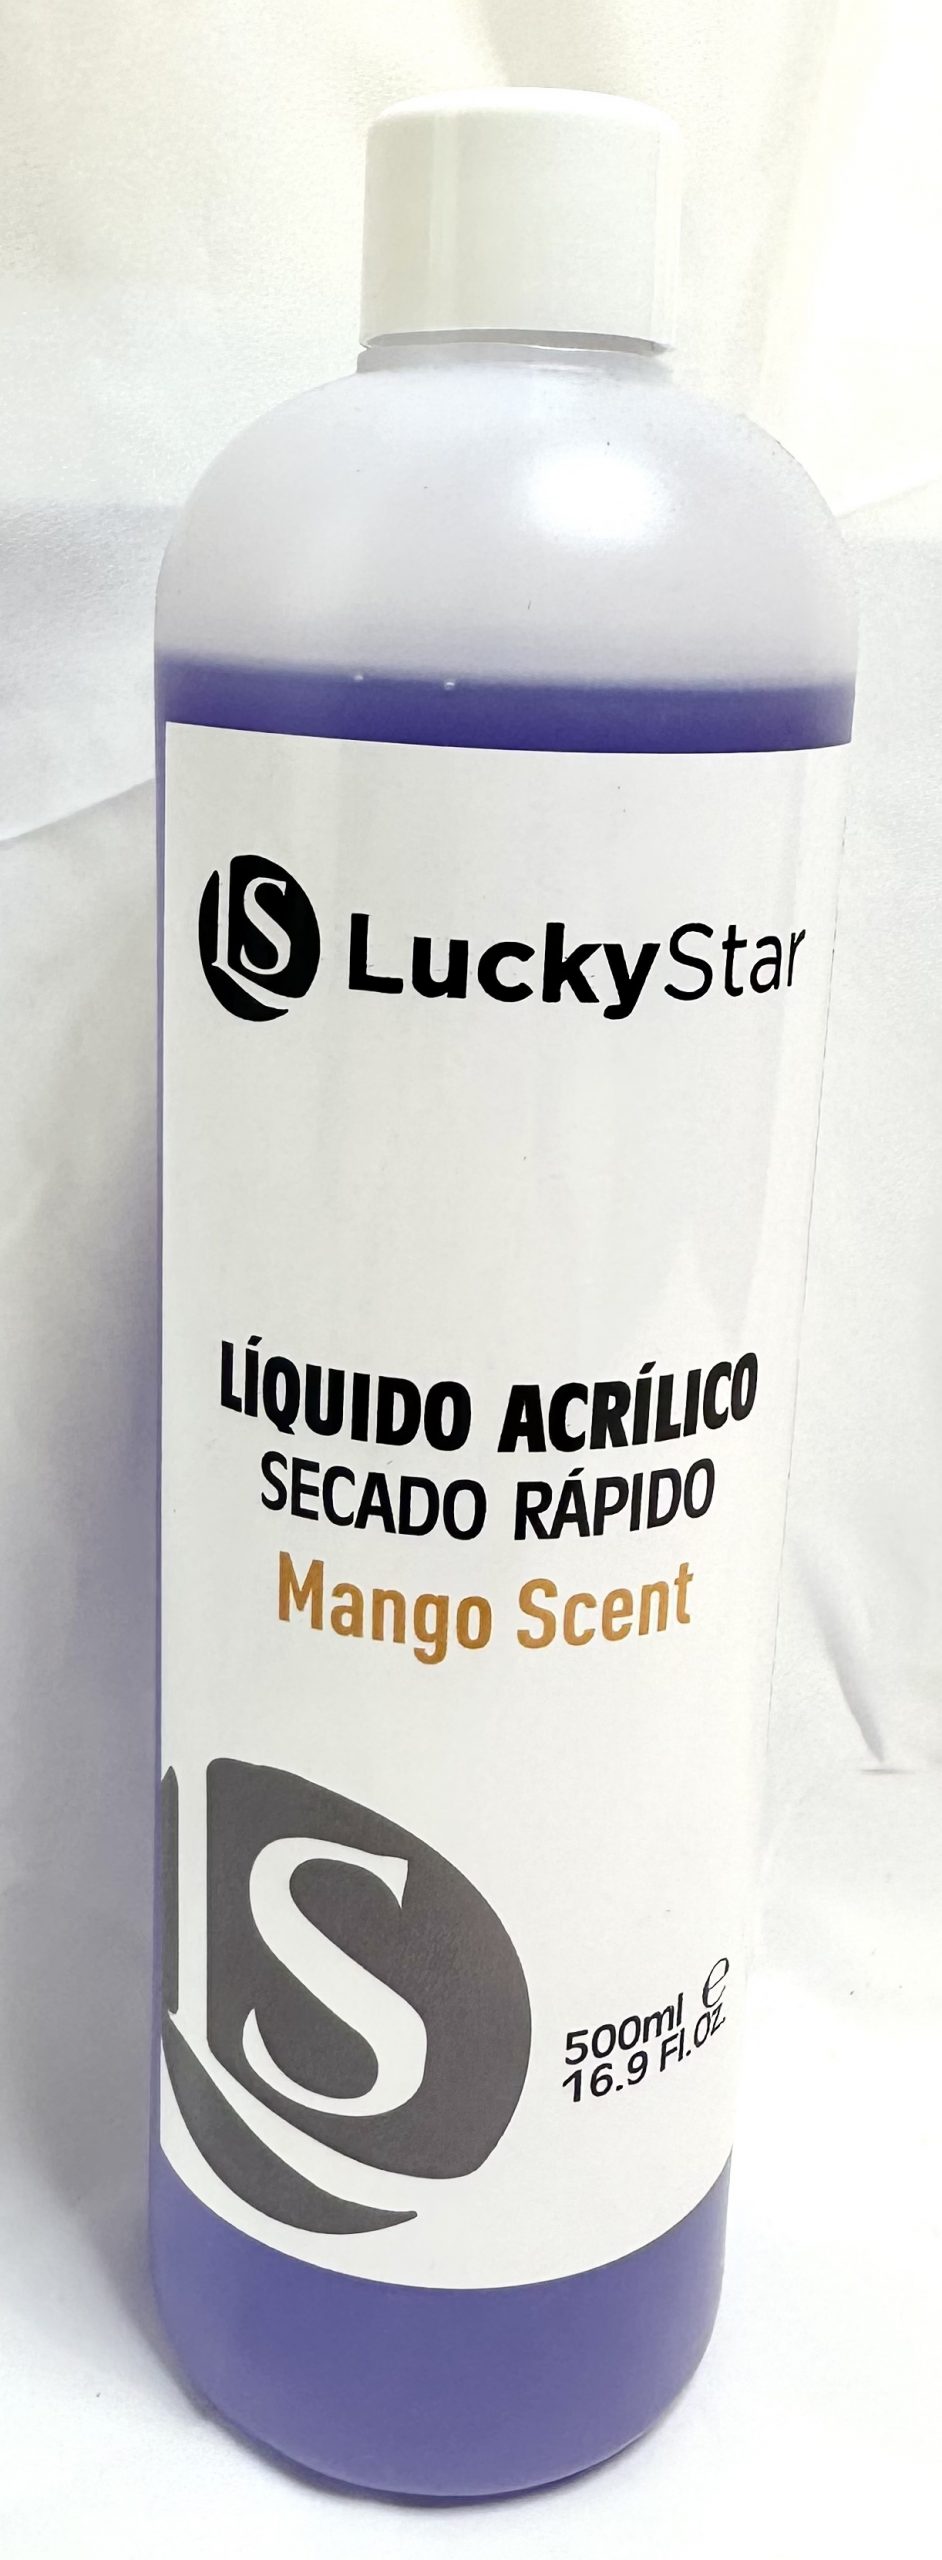 LS LuckyStar
LÍQUIDO ACRÍLICO
SECADO RÁPIDO
Mango Scent
LS
500ml e
16.9 Fl.OZ.